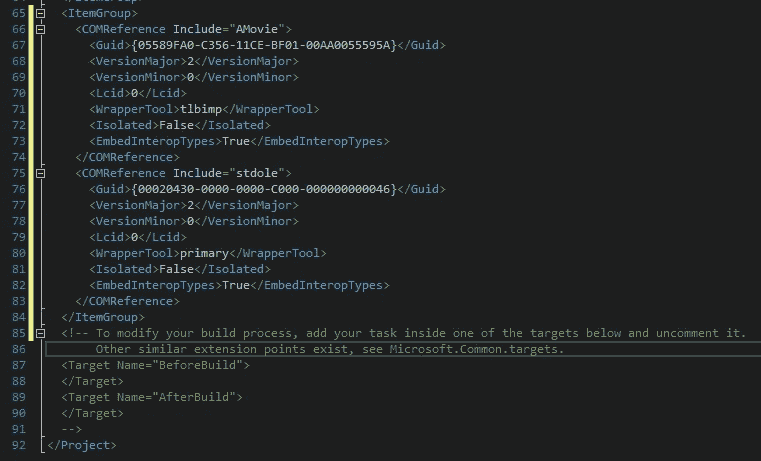 65 <ItemGroup>
66 <COMReference Include="AMovie">
67 <Guid>{05589FA0-C356-11CE-BF01-00AA0055595A}</Guid>
68 <VersionMajor>2</VersionMajor>
69 <VersionMinor>0</VersionMinor>
70 <Lcid>0</Lcid>
71 <WrapperTool>tlbimp</WrapperTool>
72 <Isolated>False</Isolated>
73 <EmbedInteropTypes>True</EmbedInteropTypes>
74 </COMReference>
75 <COMReference Include="stdole">
76 <Guid>{00020430-0000-0000-C000-000000000046}</Guid>
77 <VersionMajor>2</VersionMajor>
78 <VersionMinor>0</VersionMinor>
79 <Lcid>0</Lcid>
80 <WrapperTool>primary</WrapperTool>
81 <Isolated>False</Isolated>
82 <EmbedInteropTypes>True</EmbedInteropTypes>
83 </COMReference>
84 </ItemGroup>
85 <!-- To modify your build process, add your task inside one of the targets below and uncomment it.
86 Other similar extension points exist, see Microsoft.Common.targets.
87 <Target Name="BeforeBuild">
88 </Target>
89 <Target Name="AfterBuild">
90 </Target>
91 -->
92 </Project>